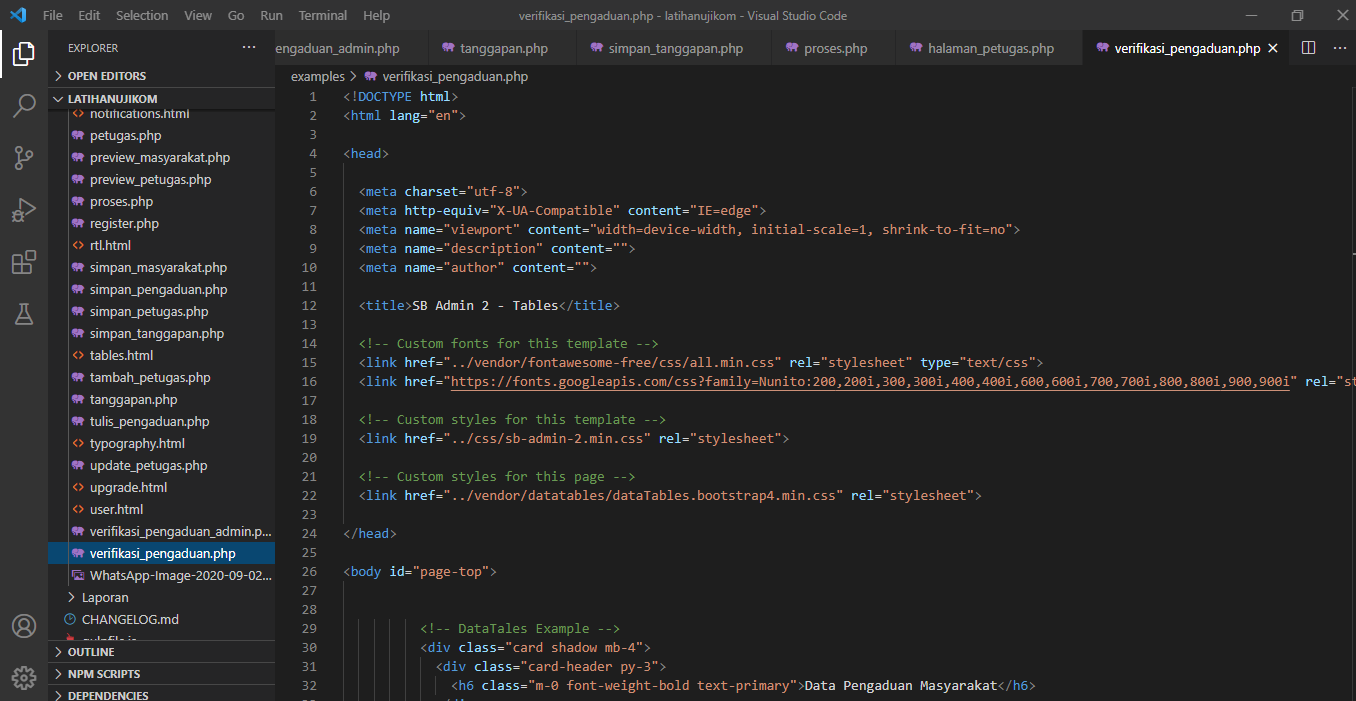 File Edit Selection View Go Run Terminal Help
verifikasi_pengaduan.php - latihanujikom - Visual Studio Code
EXPLORER
OPEN EDITORS
LATIHANUJIKOM
notifications.html
petugas.php
preview_masyarakat.php
preview_petugas.php
proses.php
register.php
rtl.html
simpan_masyarakat.php
simpan_pengaduan.php
simpan_petugas.php
simpan_tanggapan.php
tables.html
tambah_petugas.php
tanggapan.php
tulis_pengaduan.php
typography.html
update_petugas.php
upgrade.html
user.html
verifikasi_pengaduan_admin.p...
verifikasi_pengaduan.php
WhatsApp-Image-2020-09-02...
Laporan
CHANGELOG.md
gulpfile.js
OUTLINE
NPM SCRIPTS
DEPENDENCIES
engaduan_admin.php tanggapan.php simpan_tanggapan.php proses.php halaman_petugas.php verifikasi_pengaduan.php
examples > verifikasi_pengaduan.php
1 <!DOCTYPE html>
2 <html lang="en">
3
4 <head>
5
6 <meta charset="utf-8">
7 <meta http-equiv="X-UA-Compatible" content="IE=edge">
8 <meta name="viewport" content="width=device-width, initial-scale=1, shrink-to-fit=no">
9 <meta name="description" content="">
10 <meta name="author" content="">
11
12 <title>SB Admin 2 - Tables</title>
13
14 <!-- Custom fonts for this template -->
15 <link href="../vendor/fontawesome-free/css/all.min.css" rel="stylesheet" type="text/css">
16 <link href="https://fonts.googleapis.com/css?family=Nunito:200,200i,300,300i,400,400i,600,600i,700,700i,800,800i,900,900i" rel="st
17
18 <!-- Custom styles for this template -->
19 <link href="../css/sb-admin-2.min.css" rel="stylesheet">
20
21 <!-- Custom styles for this page -->
22 <link href="../vendor/datatables/dataTables.bootstrap4.min.css" rel="stylesheet">
23
24 </head>
25
26 <body id="page-top">
27
28
29 <!-- DataTales Example -->
30 <div class="card shadow mb-4">
31 <div class="card-header py-3">
32 <h6 class="m-0 font-weight-bold text-primary">Data Pengaduan Masyarakat</h6>